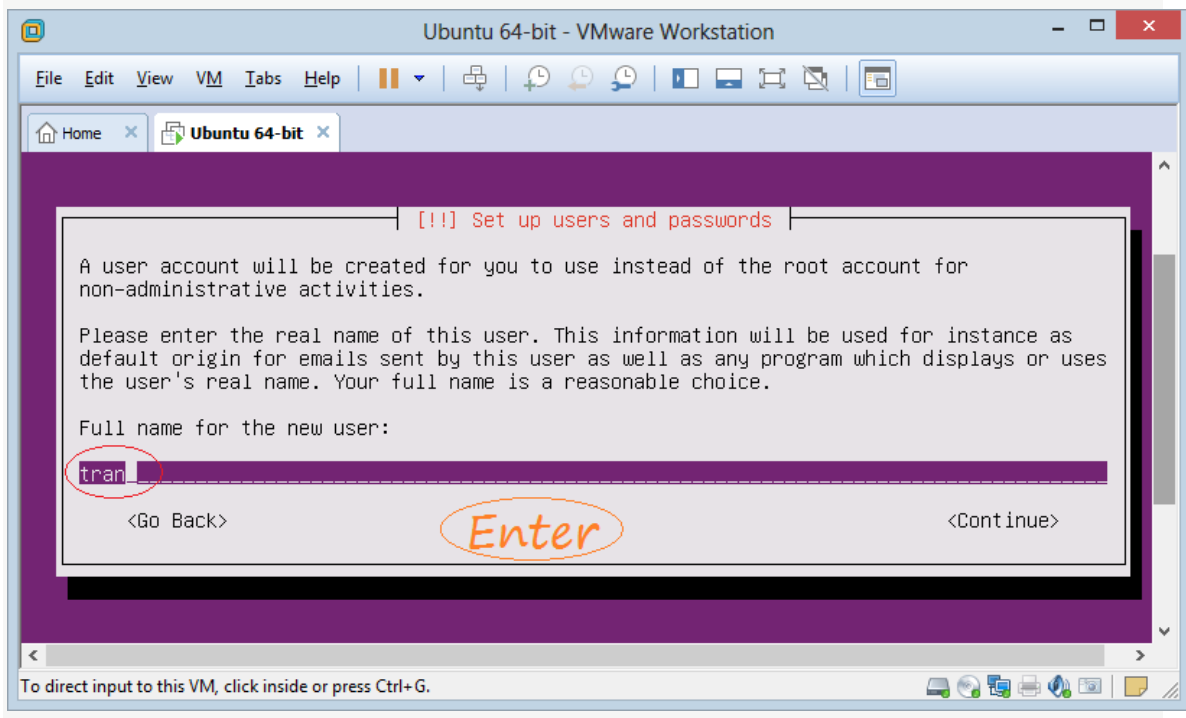 Ubuntu 64-bit - VMware Workstation
File Edit View VM Tabs Help
Home Ubuntu 64-bit
[!!] Set up users and passwords
A user account will be created for you to use instead of the root account for
non-administrative activities.
Please enter the real name of this user. This information will be used for instance as
default origin for emails sent by this user as well as any program which displays or uses
the user's real name. Your full name is a reasonable choice.
Full name for the new user:
tran
<Go Back> Enter <Continue>
To direct input to this VM, click inside or press Ctrl+G.